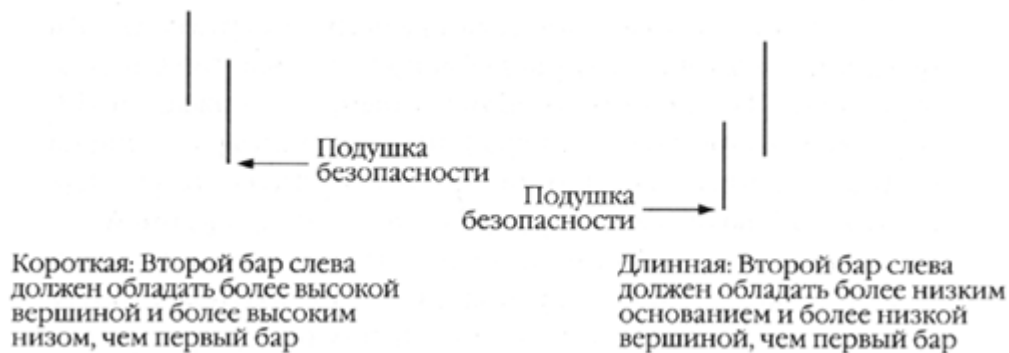 Подушка
безопасности
Подушка
безопасности
Короткая: Второй бар слева
должен обладать более высокой
вершиной и более высоким
низом, чем первый бар
Длинная: Второй бар слева
должен обладать более низким
основанием и более низкой
вершиной, чем первый бар